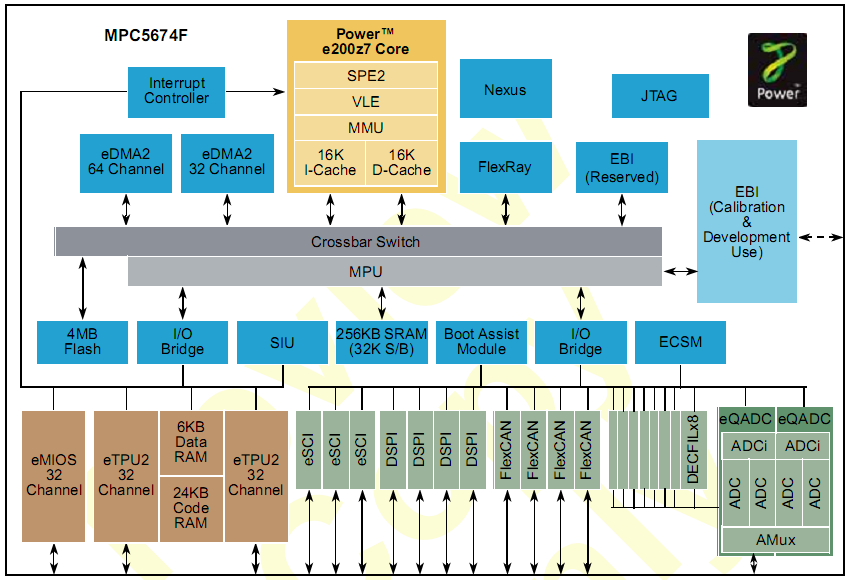 MPC5674F
Power™
e200z7 Core
SPE2
VLE
MMU
16K
I-Cache
16K
D-Cache
Interrupt
Controller
Nexus
JTAG
Power™
eDMA2
64 Channel
eDMA2
32 Channel
FlexRay
EBI
(Reserved)
EBI
(Calibration
&
Development
Use)
Crossbar Switch
MPU
4MB
Flash
I/O
Bridge
SIU
256KB SRAM
(32K S/B)
Boot Assist
Module
I/O
Bridge
ECSM
eMIOS
32
Channel
eTPU2
32
Channel
6KB
Data
RAM
24KB
Code
RAM
eTPU2
32
Channel
eSCI
eSCI
eSCI
DSPI
DSPI
DSPI
DSPI
FlexCAN
FlexCAN
FlexCAN
FlexCAN
DECFILx8
eQADC
eQADC
ADCi
ADCi
ADC
ADC
ADC
ADC
AMux